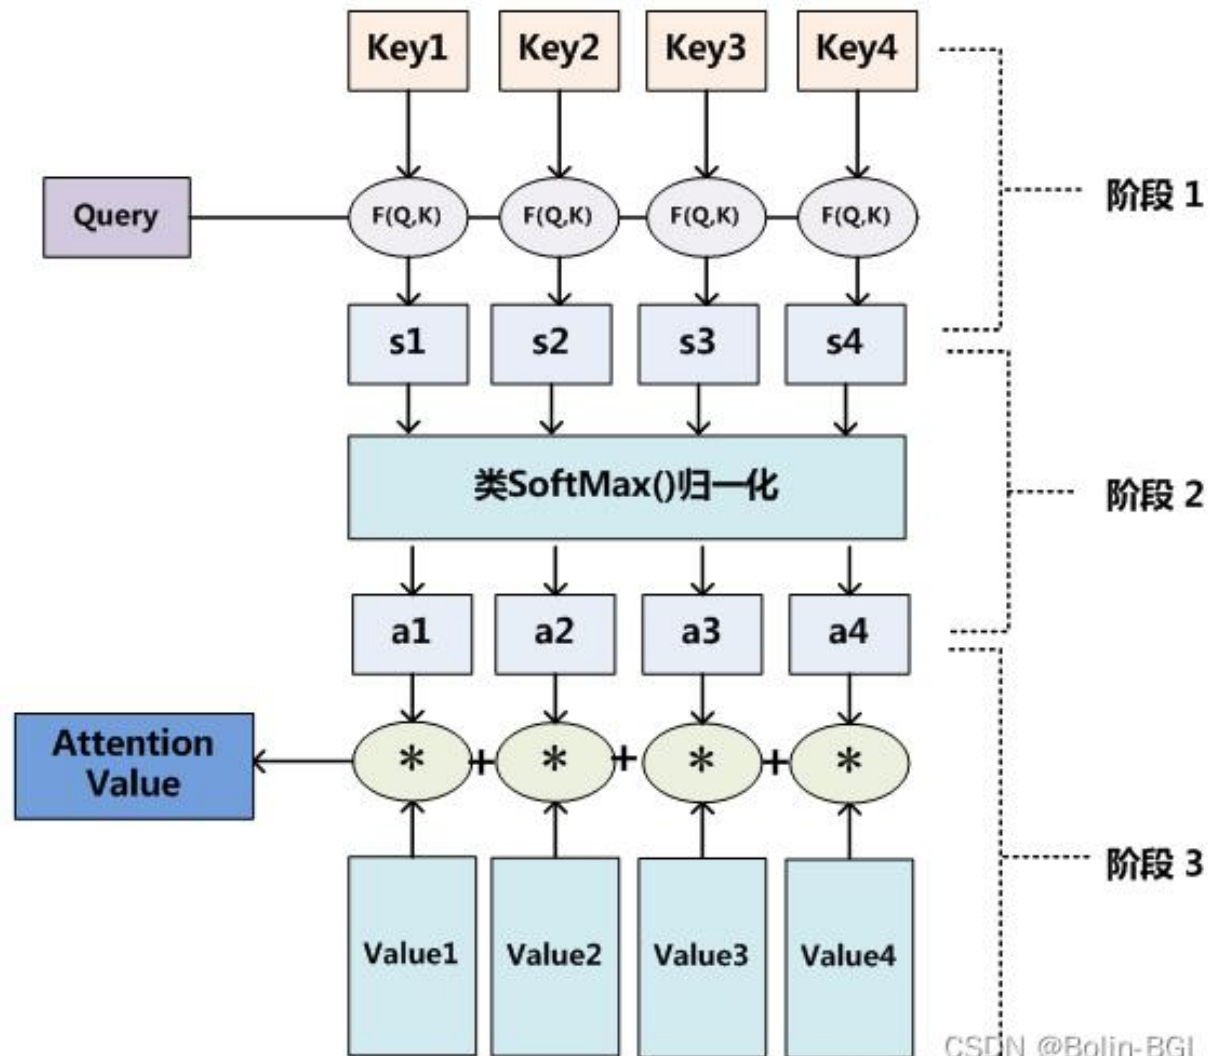 Key1 Key2 Key3 Key4
阶段 1
Query F(Q,K) F(Q,K) F(Q,K) F(Q,K)
s1 s2 s3 s4
类SoftMax()归一化
阶段 2
a1 a2 a3 a4
Attention
Value
* + * + * + *
阶段 3
Value1 Value2 Value3 Value4
CSDN @Bolin-BGL